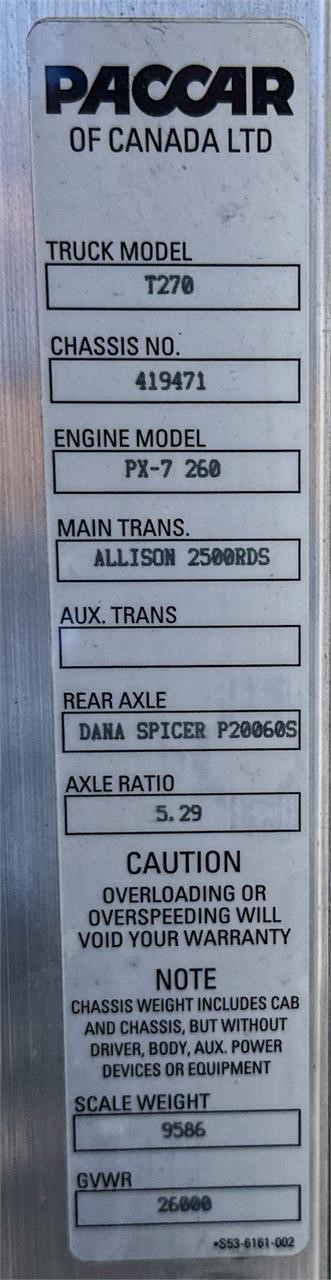 PACCAR
OF CANADA LTD
TRUCK MODEL
T270
CHASSIS NO.
419471
ENGINE MODEL
PX-7 260
MAIN TRANS.
ALLISON 2500RDS
AUX. TRANS
REAR AXLE
DANA SPICER P20060S
AXLE RATIO
5.29
CAUTION
OVERLOADING OR
OVERSPEEDING WILL
VOID YOUR WARRANTY
NOTE
CHASSIS WEIGHT INCLUDES CAB
AND CHASSIS, BUT WITHOUT
DRIVER, BODY, AUX. POWER
DEVICES OR EQUIPMENT
SCALE WEIGHT
9586
GVWR
26000
•S53-6161-002